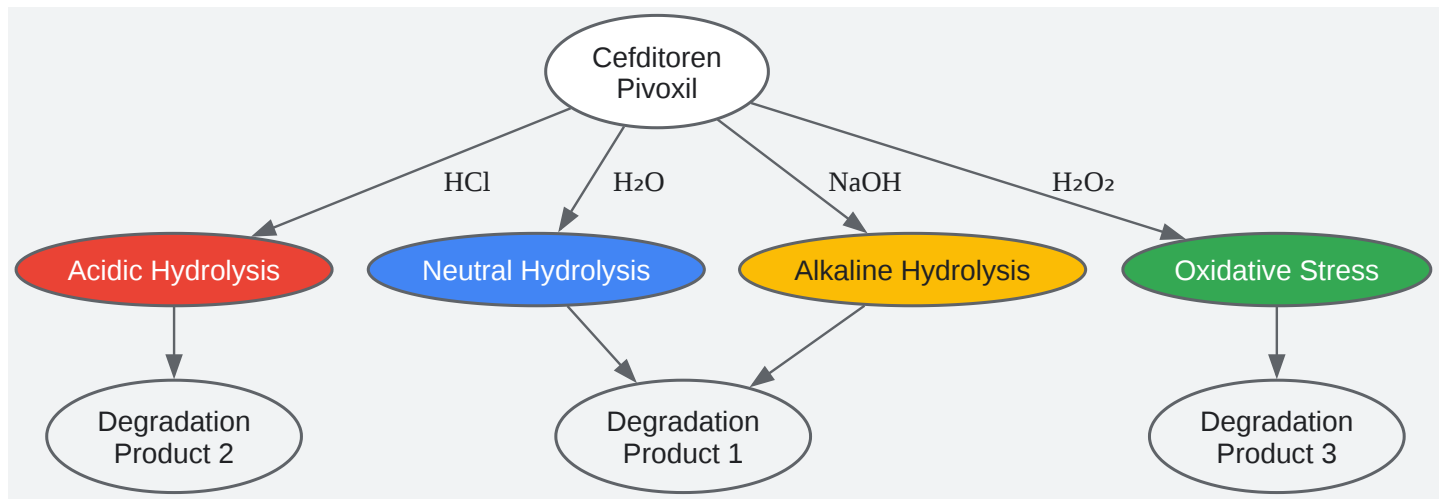 Cefditoren
Pivoxil
HCl
H₂O
NaOH
H₂O₂
Acidic Hydrolysis
Neutral Hydrolysis
Alkaline Hydrolysis
Oxidative Stress
Degradation
Product 2
Degradation
Product 1
Degradation
Product 3